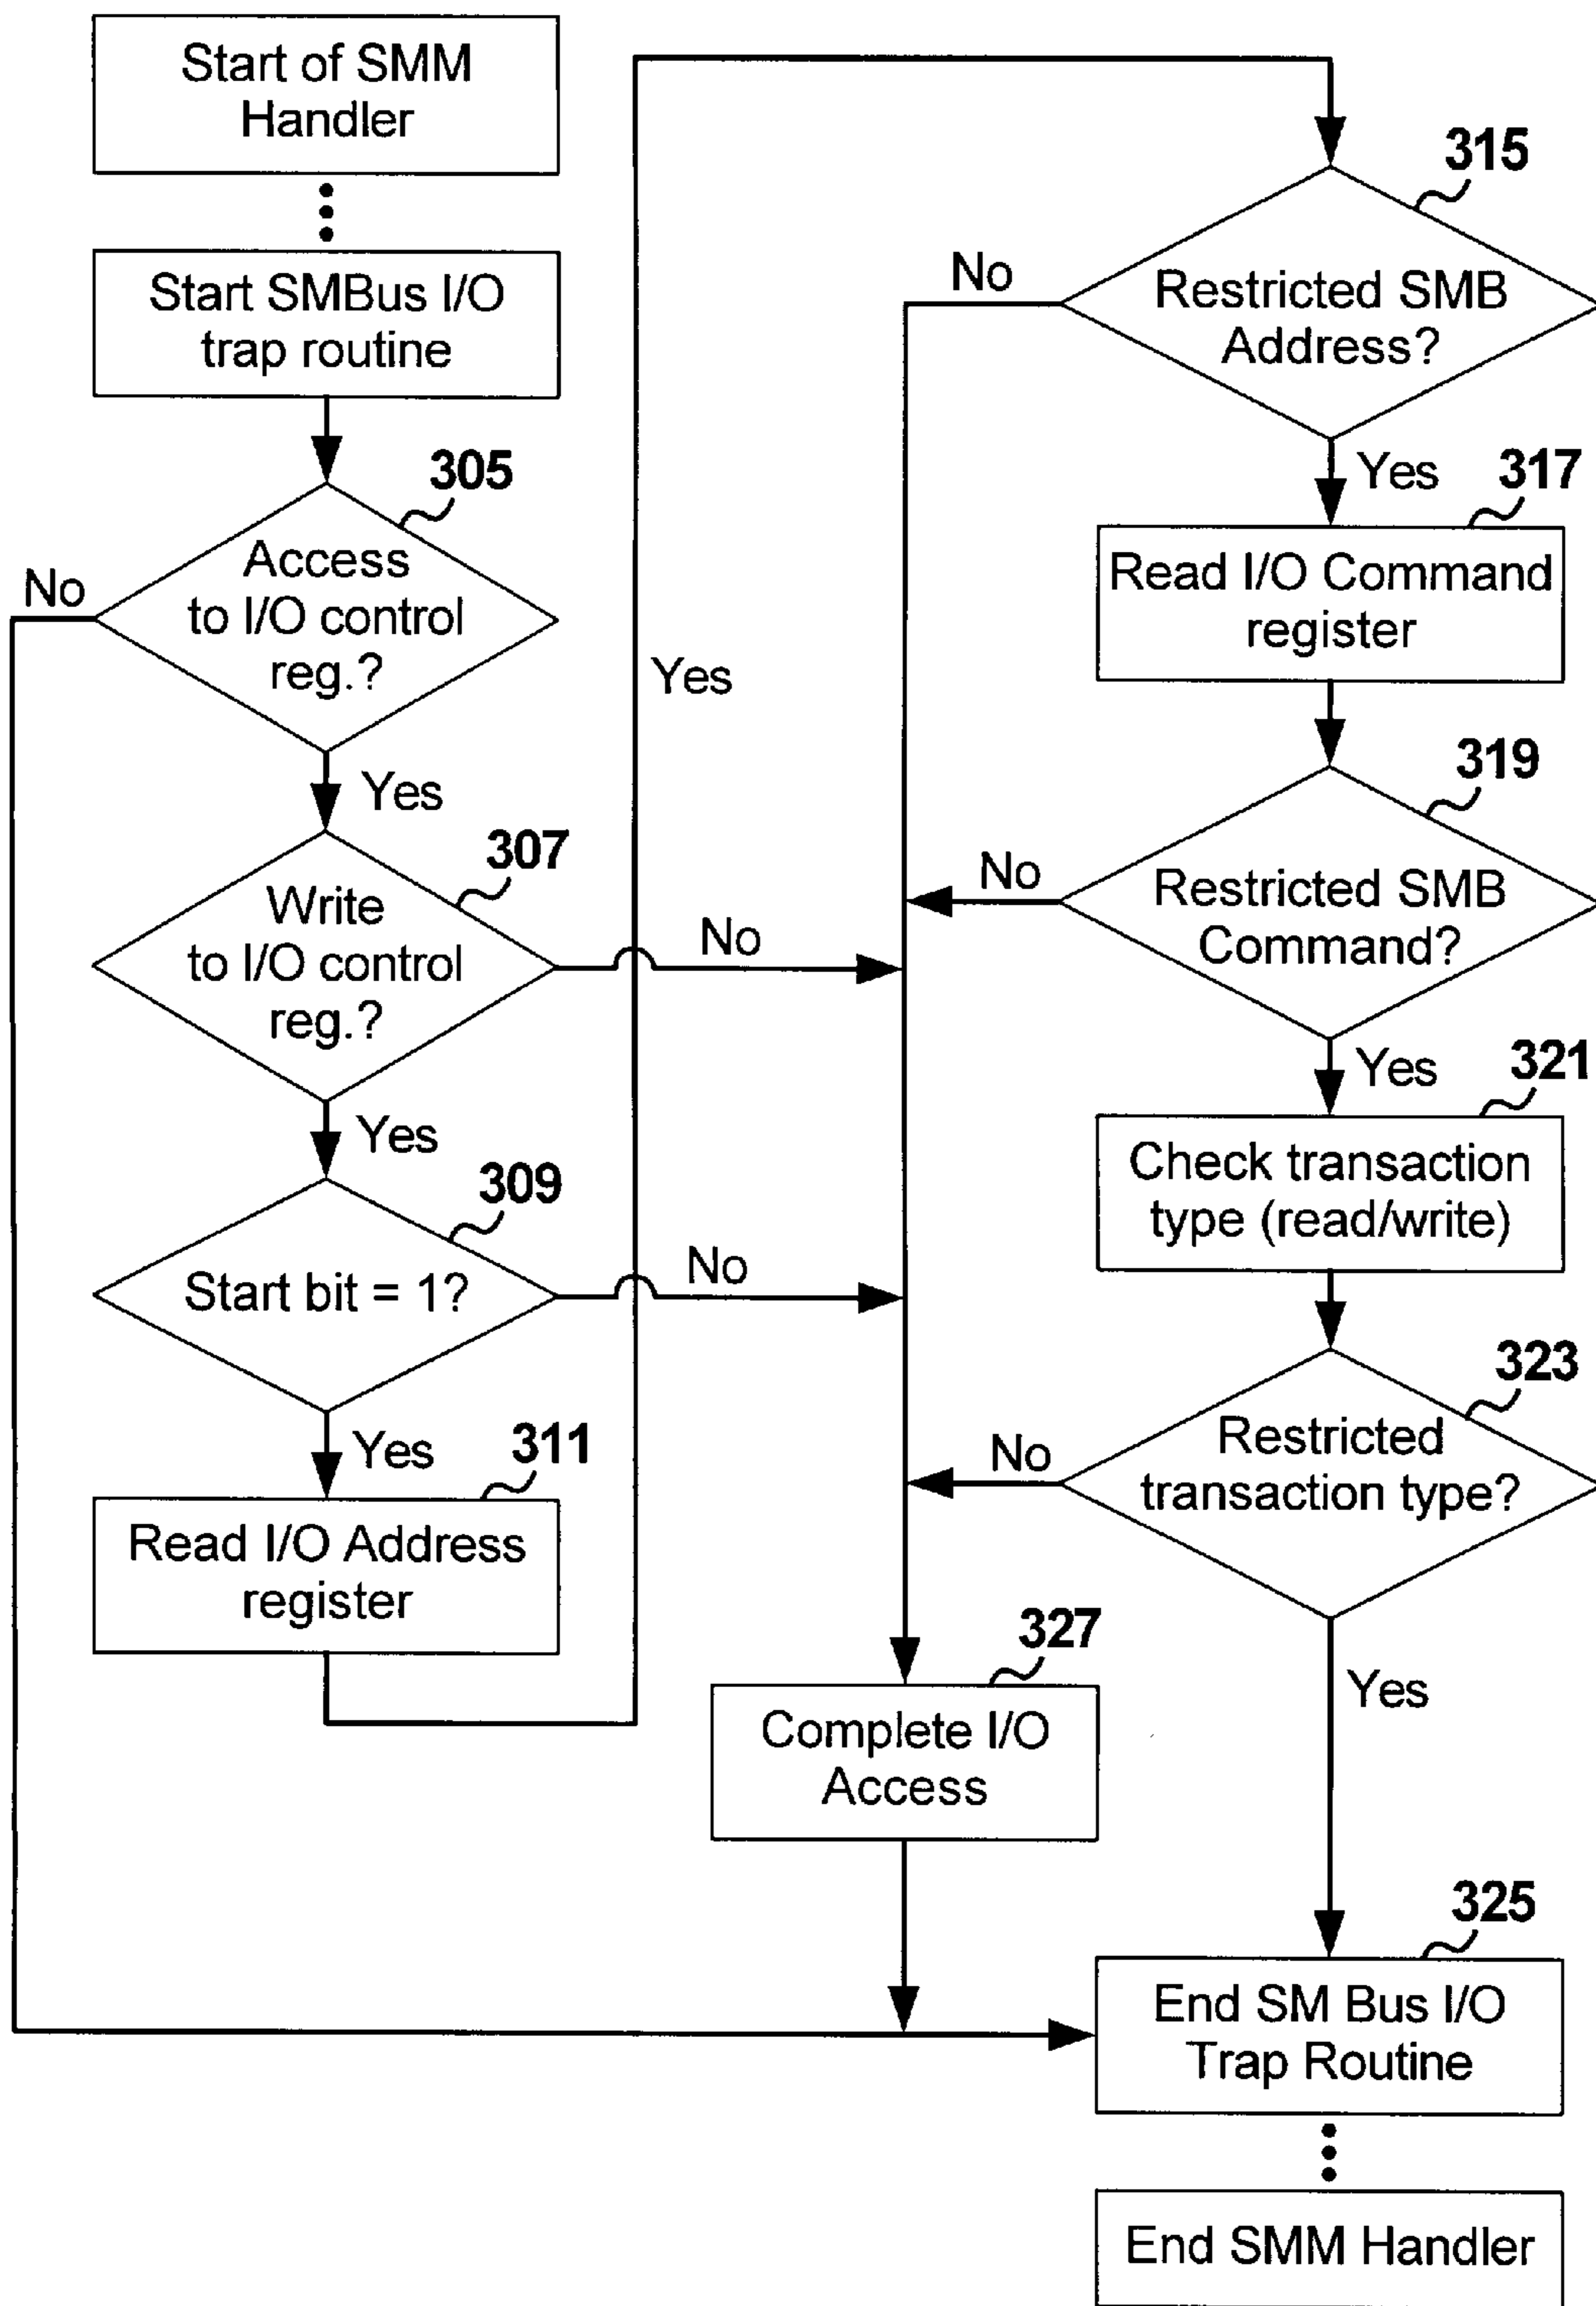 Start of SMM
Handler
Start SMBus I/O
trap routine
305
Access
to I/O control
reg.?
No
Yes
307
Write
to I/O control
reg.?
No
Yes
309
Start bit = 1?
No
Yes
311
Read I/O Address
register
Yes
315
Restricted SMB
Address?
No
Yes
317
Read I/O Command
register
319
Restricted SMB
Command?
No
Yes
321
Check transaction
type (read/write)
323
Restricted
transaction type?
No
Yes
327
Complete I/O
Access
325
End SM Bus I/O
Trap Routine
End SMM Handler